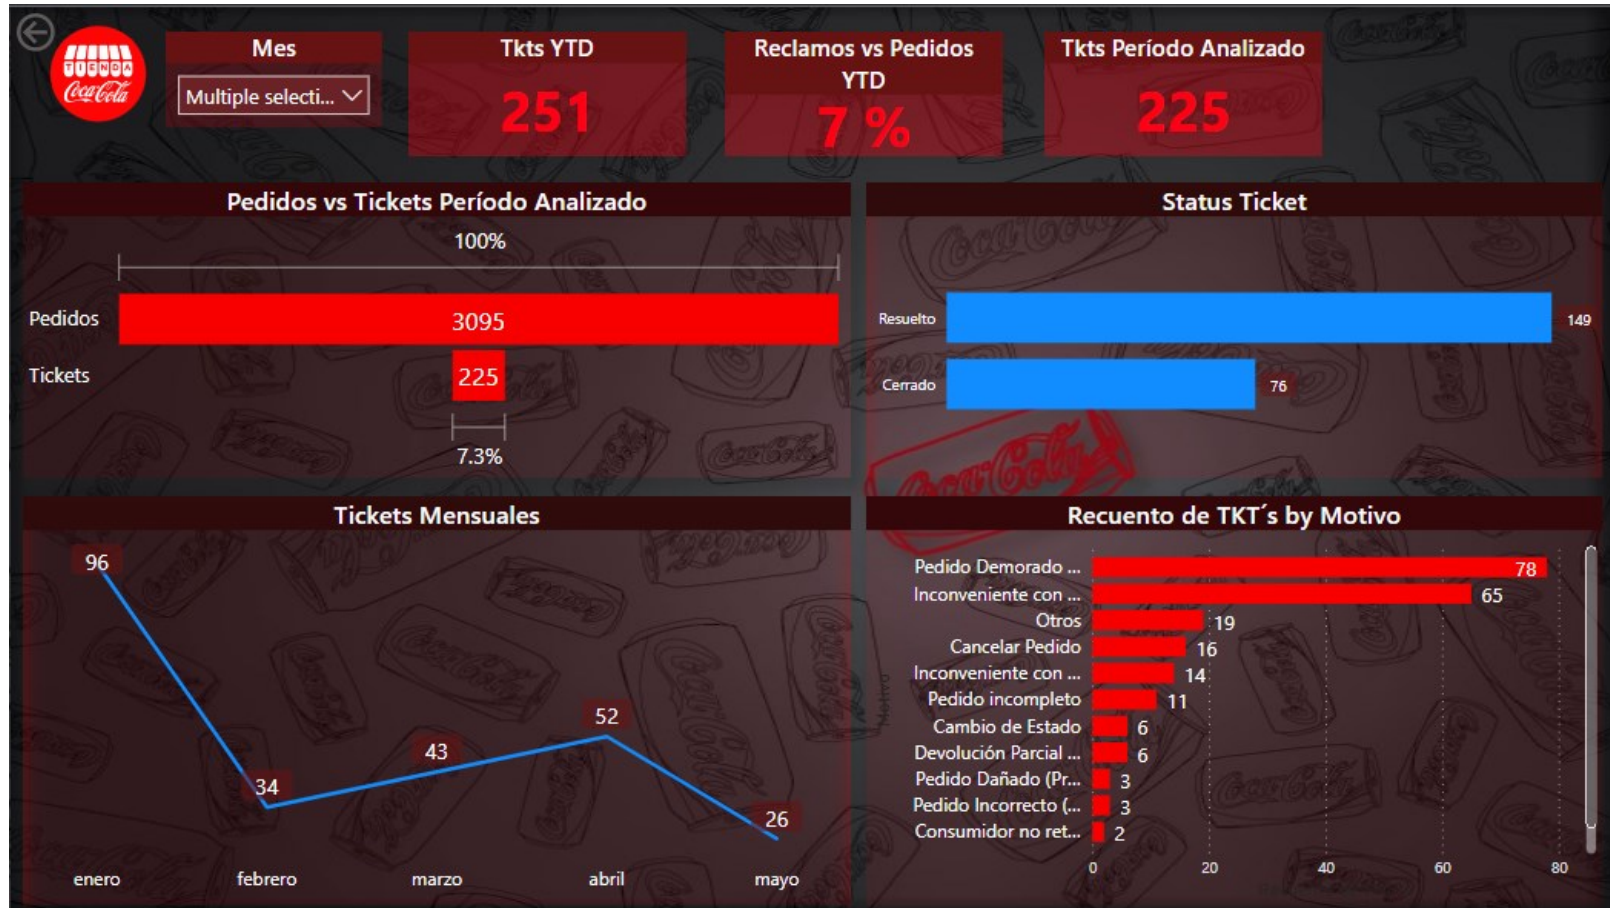 TIENDA
Coca-Cola
Mes
Multiple selecti...
Tkts YTD
251
Reclamos vs Pedidos
YTD
7 %
Tkts Período Analizado
225
Pedidos vs Tickets Período Analizado
100%
Pedidos
3095
Tickets
225
7.3%
Status Ticket
Resuelto
149
Cerrado
76
Coca-Cola
Tickets Mensuales
96
34
43
52
26
enero
febrero
marzo
abril
mayo
Recuento de TKT´s by Motivo
Motivo
Pedido Demorado ...
78
Inconveniente con ...
65
Otros
19
Cancelar Pedido
16
Inconveniente con ...
14
Pedido incompleto
11
Cambio de Estado
6
Devolución Parcial ...
6
Pedido Dañado (Pr...
3
Pedido Incorrecto (...
3
Consumidor no ret...
2
0
20
40
60
80